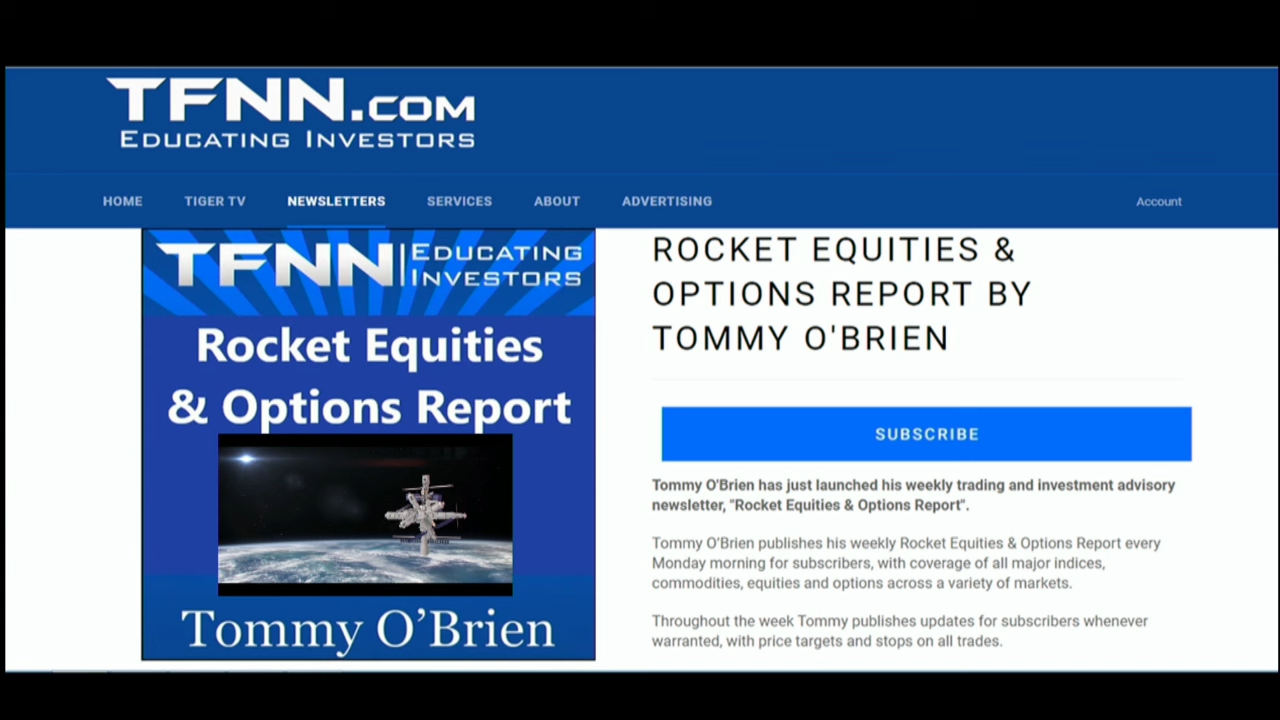 TFNN.COM
EDUCATING INVESTORS
HOME TIGER TV NEWSLETTERS SERVICES ABOUT ADVERTISING Account
TFNN | EDUCATING
INVESTORS
Rocket Equities
& Options Report
Tommy O’Brien
ROCKET EQUITIES &
OPTIONS REPORT BY
TOMMY O'BRIEN
SUBSCRIBE
Tommy O'Brien has just launched his weekly trading and investment advisory
newsletter, "Rocket Equities & Options Report".
Tommy O’Brien publishes his weekly Rocket Equities & Options Report every
Monday morning for subscribers, with coverage of all major indices,
commodities, equities and options across a variety of markets.
Throughout the week Tommy publishes updates for subscribers whenever
warranted, with price targets and stops on all trades.